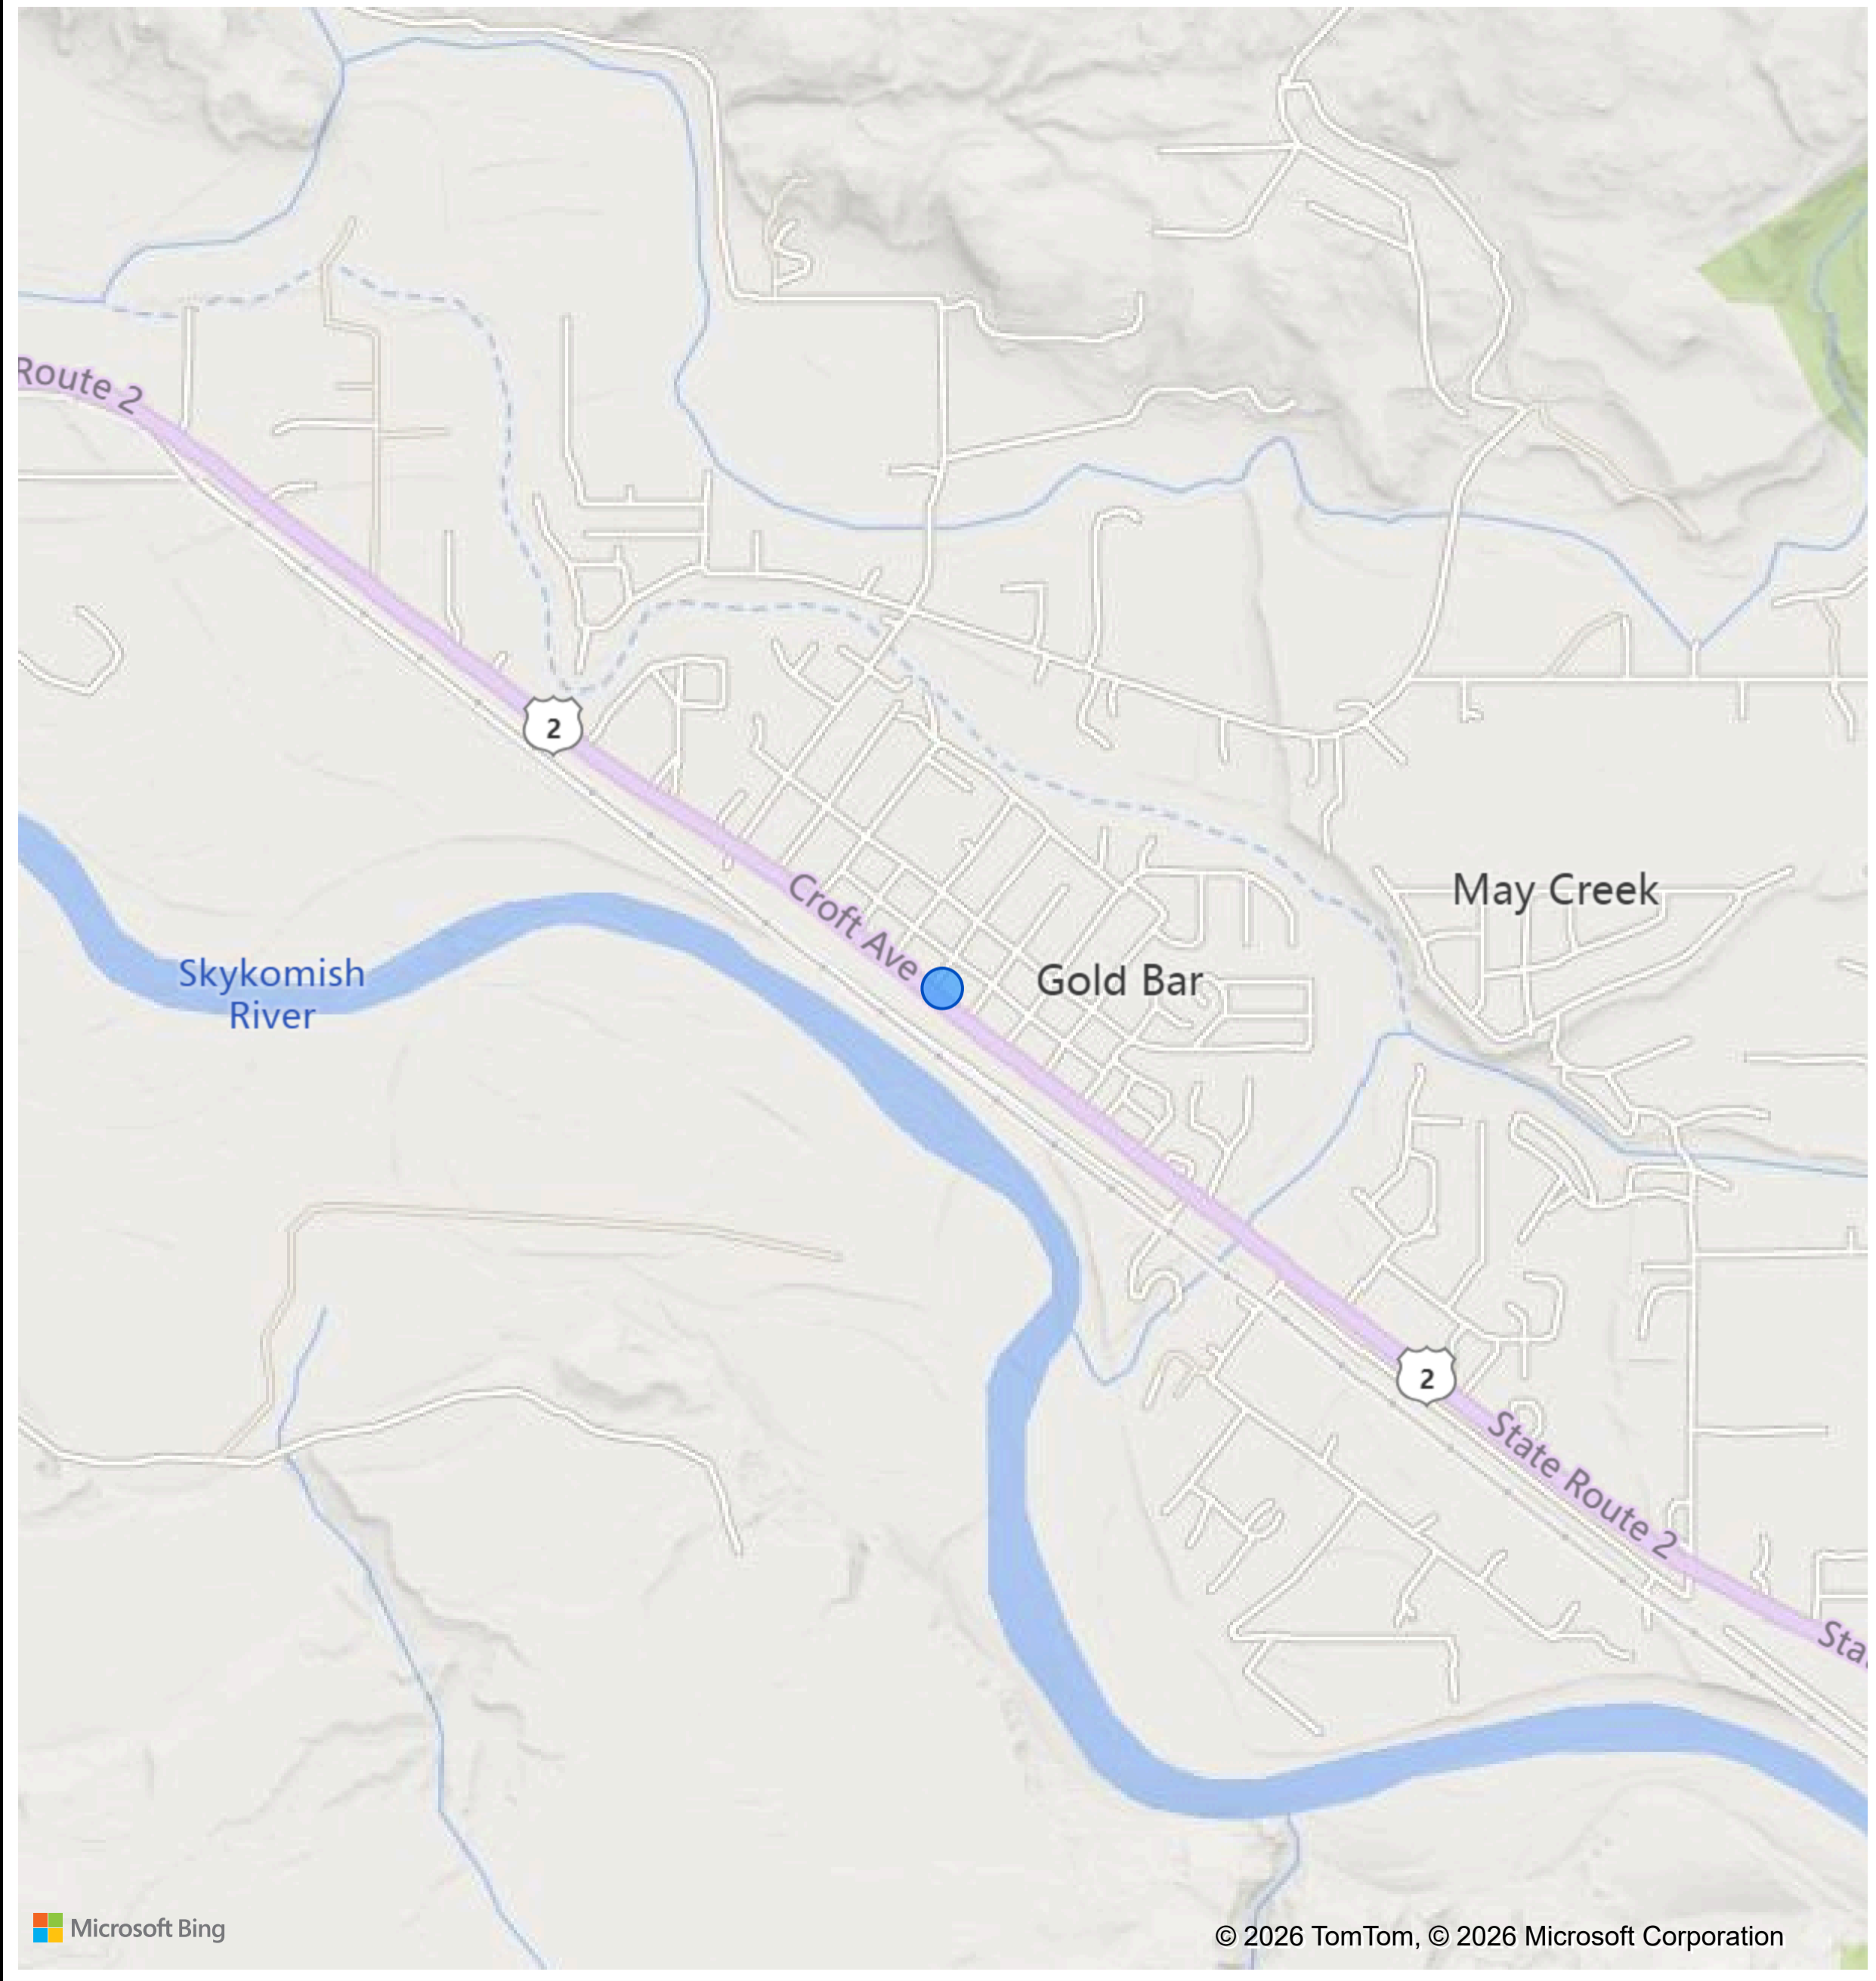 Route 2
2
Croft Ave
May Creek
Gold Bar
Skykomish
River
2
State Route 2
Sta
Microsoft Bing
© 2026 TomTom, © 2026 Microsoft Corporation